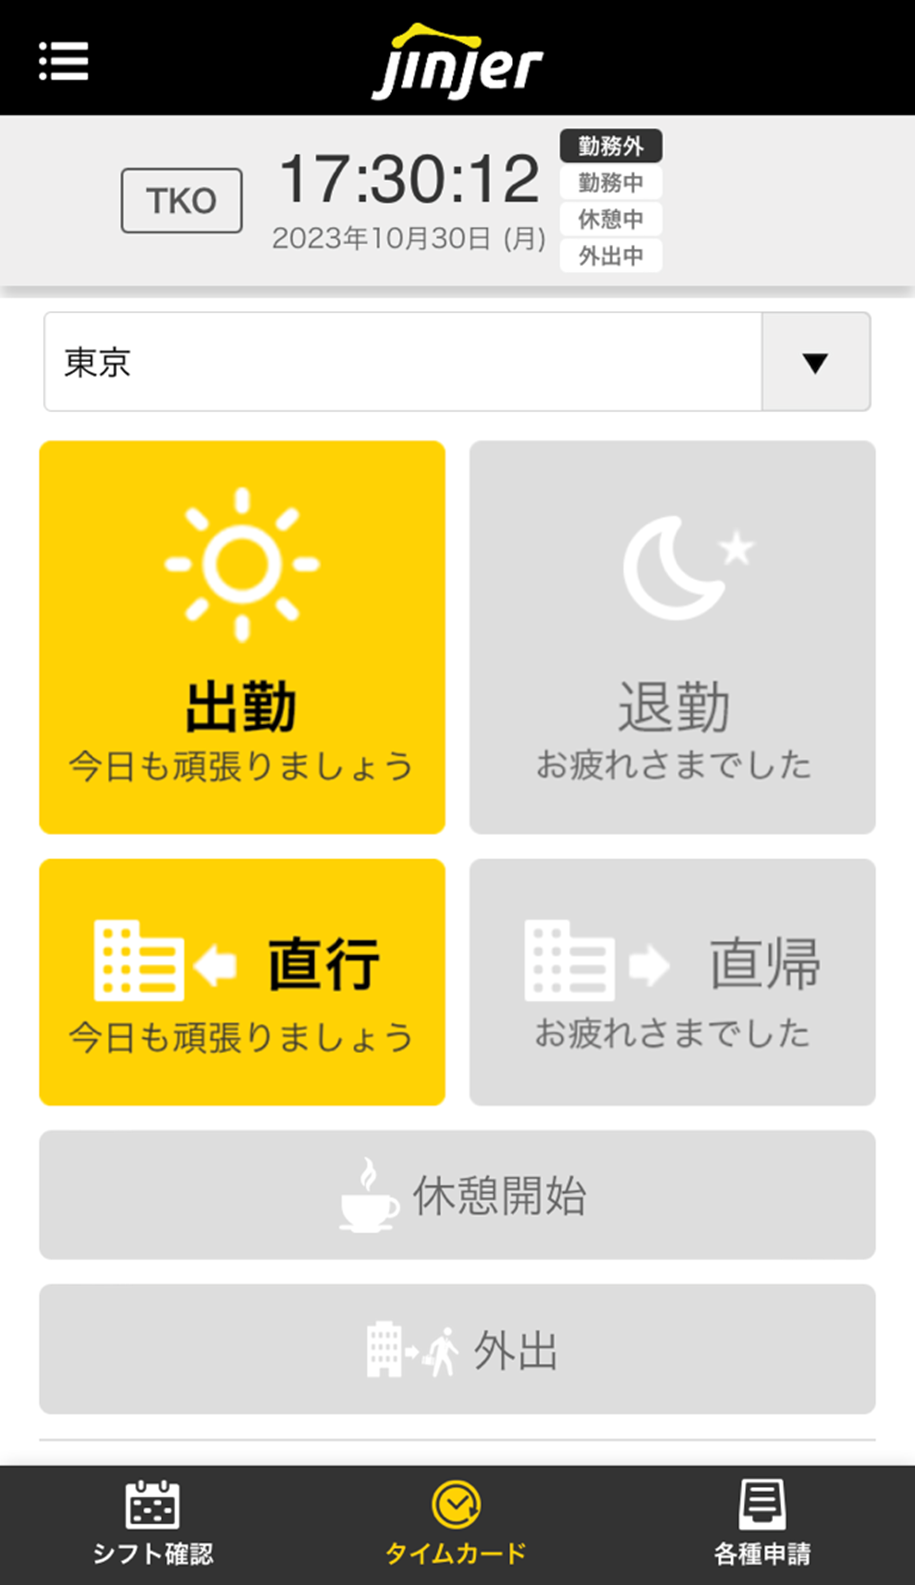 jinjer
TKO
17:30:12
2023年10月30日 (月)
勤務外
勤務中
休憩中
外出中
東京
出勤
今日も頑張りましょう
退勤
お疲れさまでした
直行
今日も頑張りましょう
直帰
お疲れさまでした
休憩開始
外出
シフト確認
タイムカード
各種申請